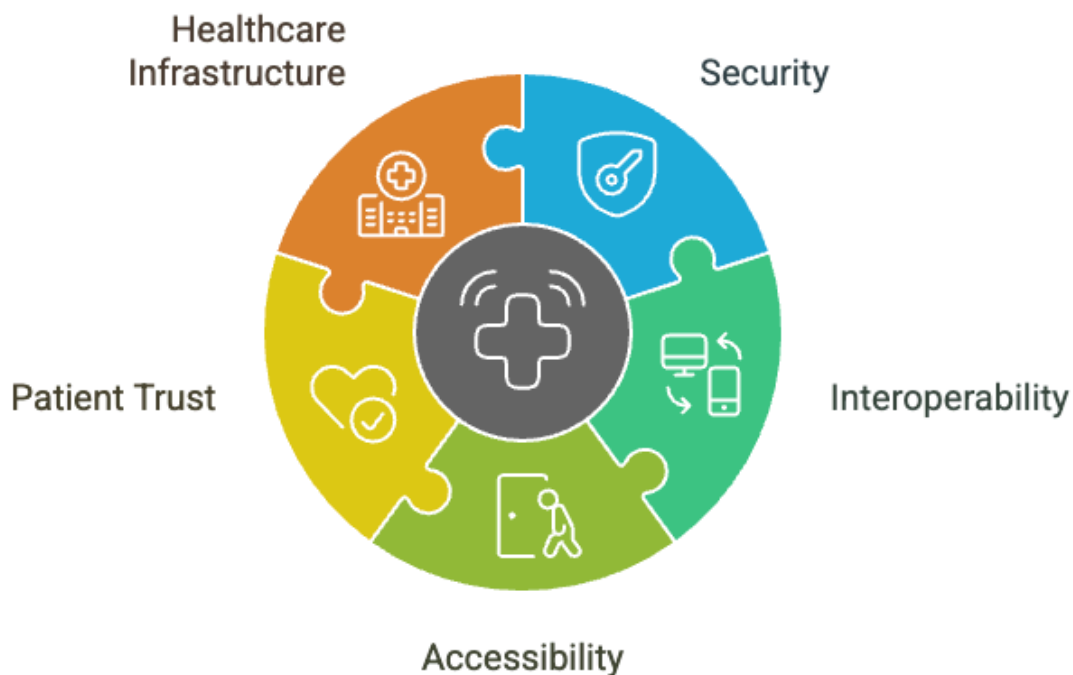 Healthcare
Infrastructure
Security
Patient Trust
Interoperability
Accessibility